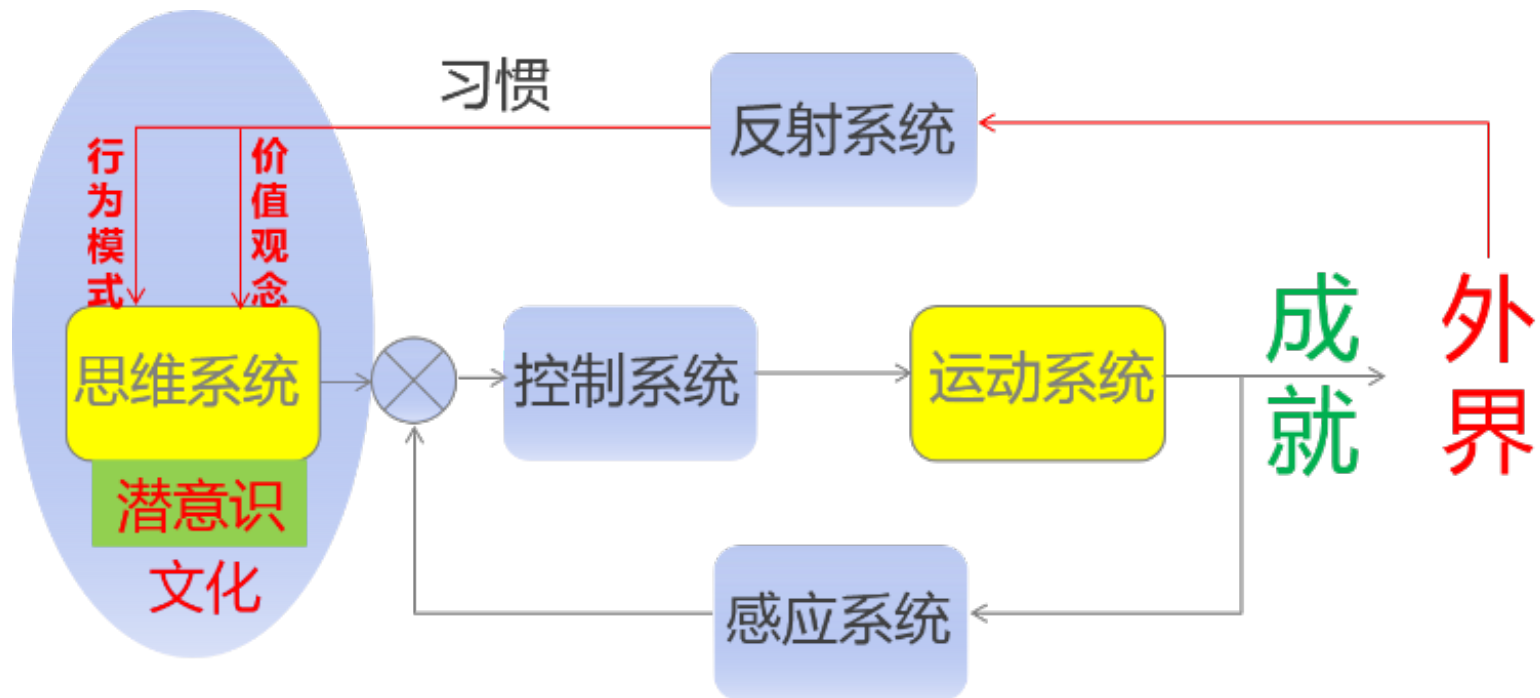 习惯
反射系统
行为模式
价值观念
思维系统
控制系统
运动系统
成就
外界
潜意识
文化
感应系统